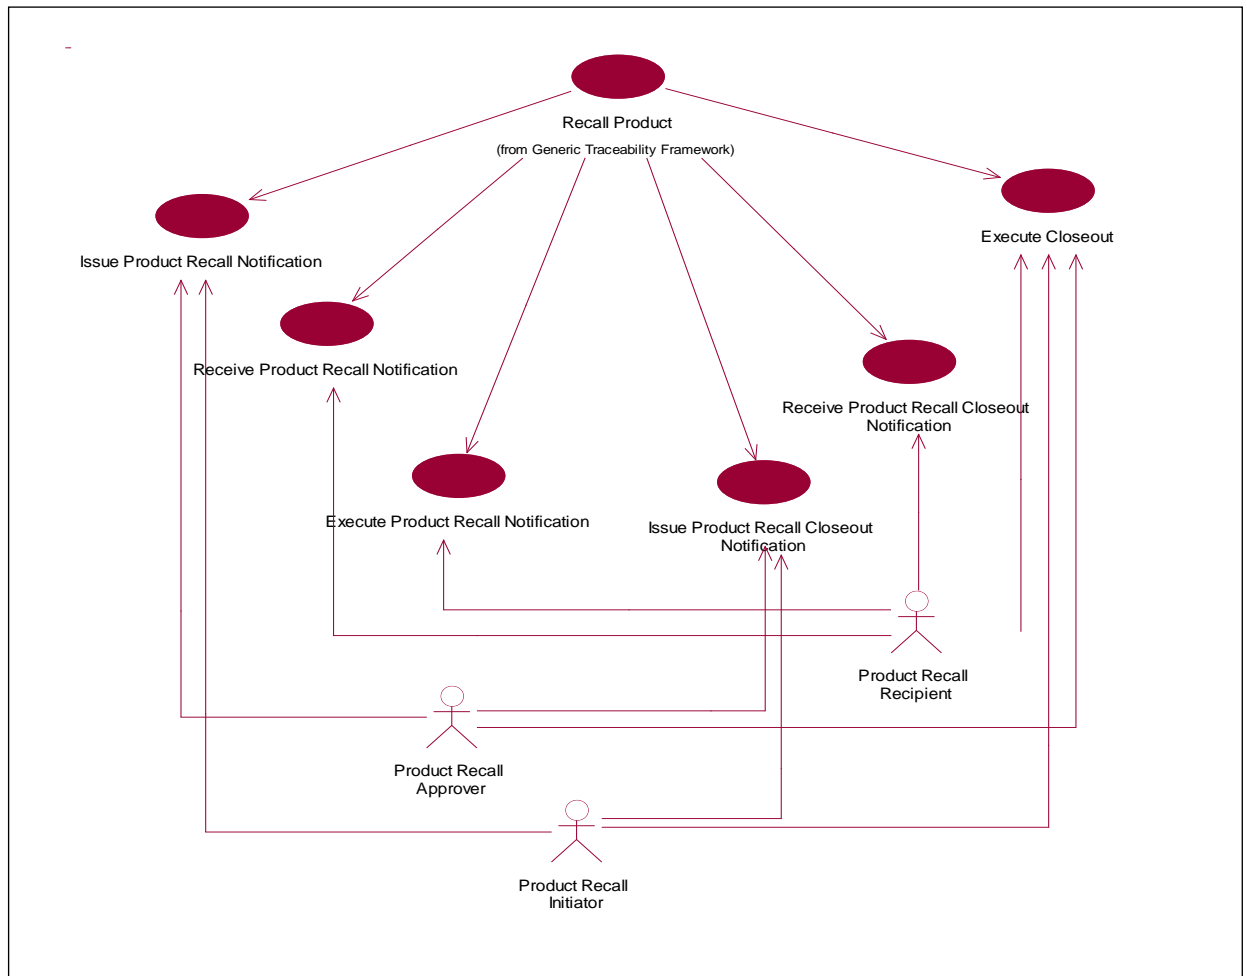 Recall Product
(from Generic Traceability Framework)
Execute Closeout
Issue Product Recall Notification
Receive Product Recall Notification
Receive Product Recall Closeout
Notification
Execute Product Recall Notification
Issue Product Recall Closeout
Notification
Product Recall
Recipient
Product Recall
Approver
Product Recall
Initiator